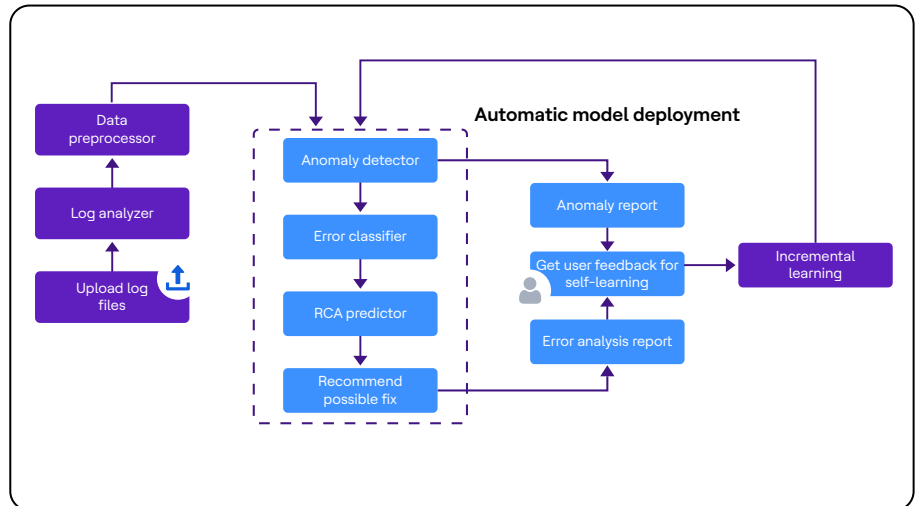 Automatic model deployment
Data
preprocessor
Log analyzer
Upload log
files
Anomaly detector
Error classifier
RCA predictor
Recommend
possible fix
Anomaly report
Get user feedback for
self-learning
Error analysis report
Incremental
learning